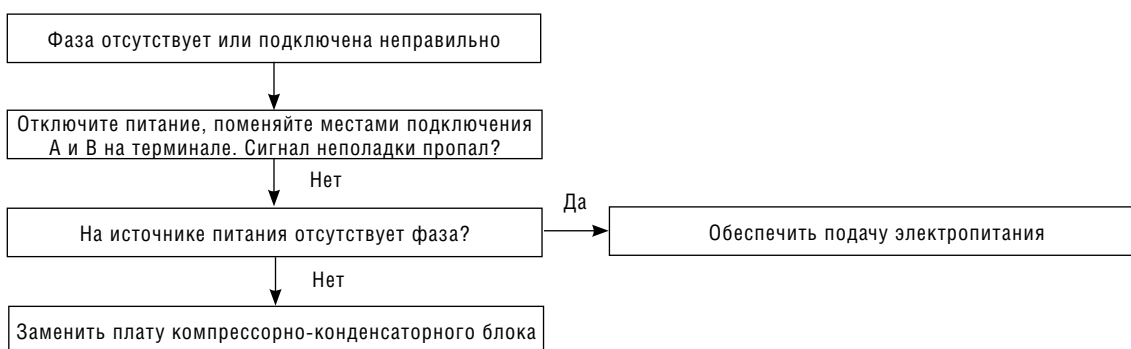 Фаза отсутствует или подключена неправильно
Отключите питание, поменяйте местами подключения
А и В на терминале. Сигнал неполадки пропал?
Нет
Да
На источнике питания отсутствует фаза?
Обеспечить подачу электропитания
Нет
Заменить плату компрессорно-конденсаторного блока